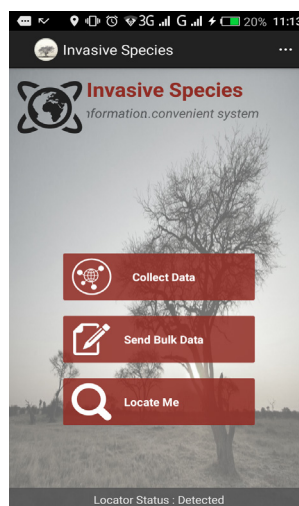 3G G 20% 11:13
Invasive Species
Invasive Species
nformation.convenient system
Collect Data
Send Bulk Data
Locate Me
Locator Status : Detected